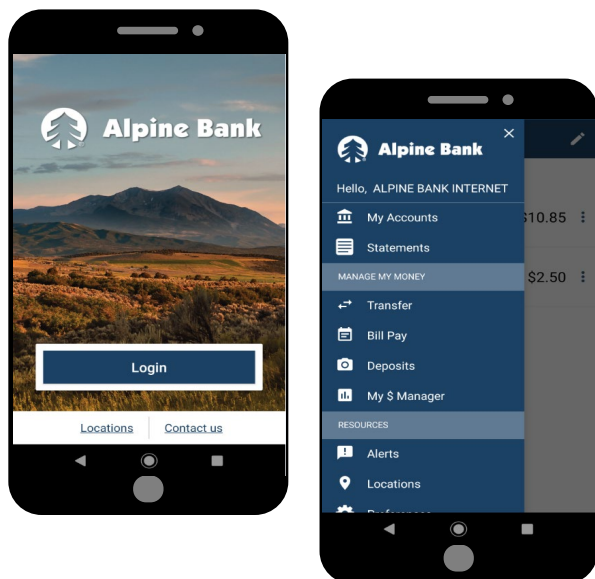 Alpine Bank
Login
Locations
Contact us
Alpine Bank
Hello, ALPINE BANK INTERNET
My Accounts
$10.85
Statements
MANAGE MY MONEY
$2.50
Transfer
Bill Pay
Deposits
My $ Manager
RESOURCES
Alerts
Locations
Preferences